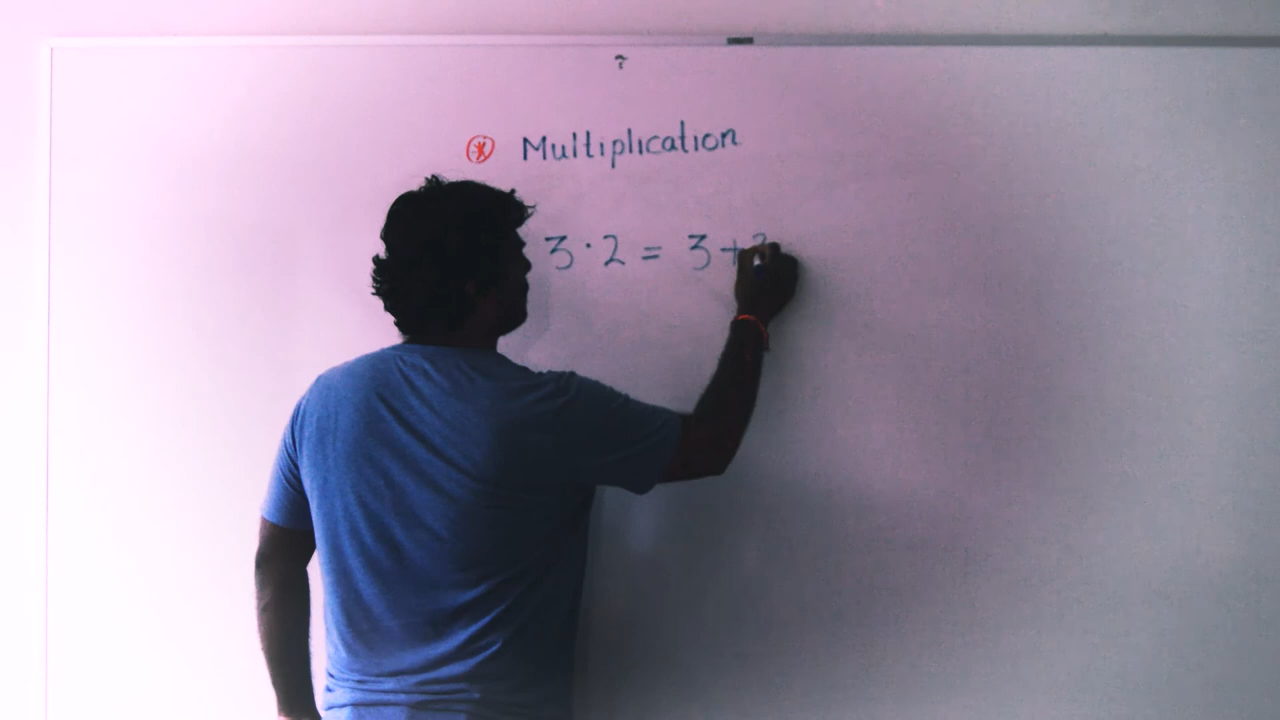 ?
Multiplication
3·2 = 3+